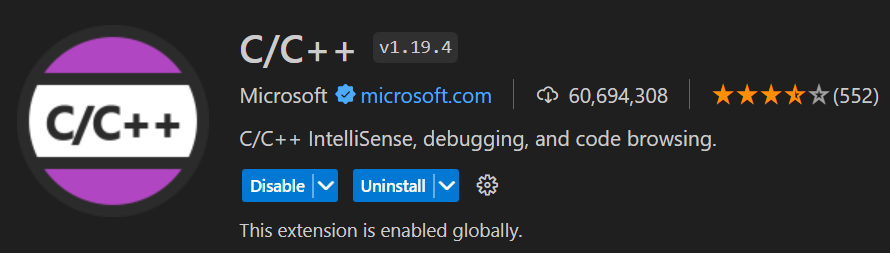 C/C++
C/C++ v1.19.4
Microsoft microsoft.com 60,694,308 (552)
C/C++ IntelliSense, debugging, and code browsing.
Disable Uninstall
This extension is enabled globally.